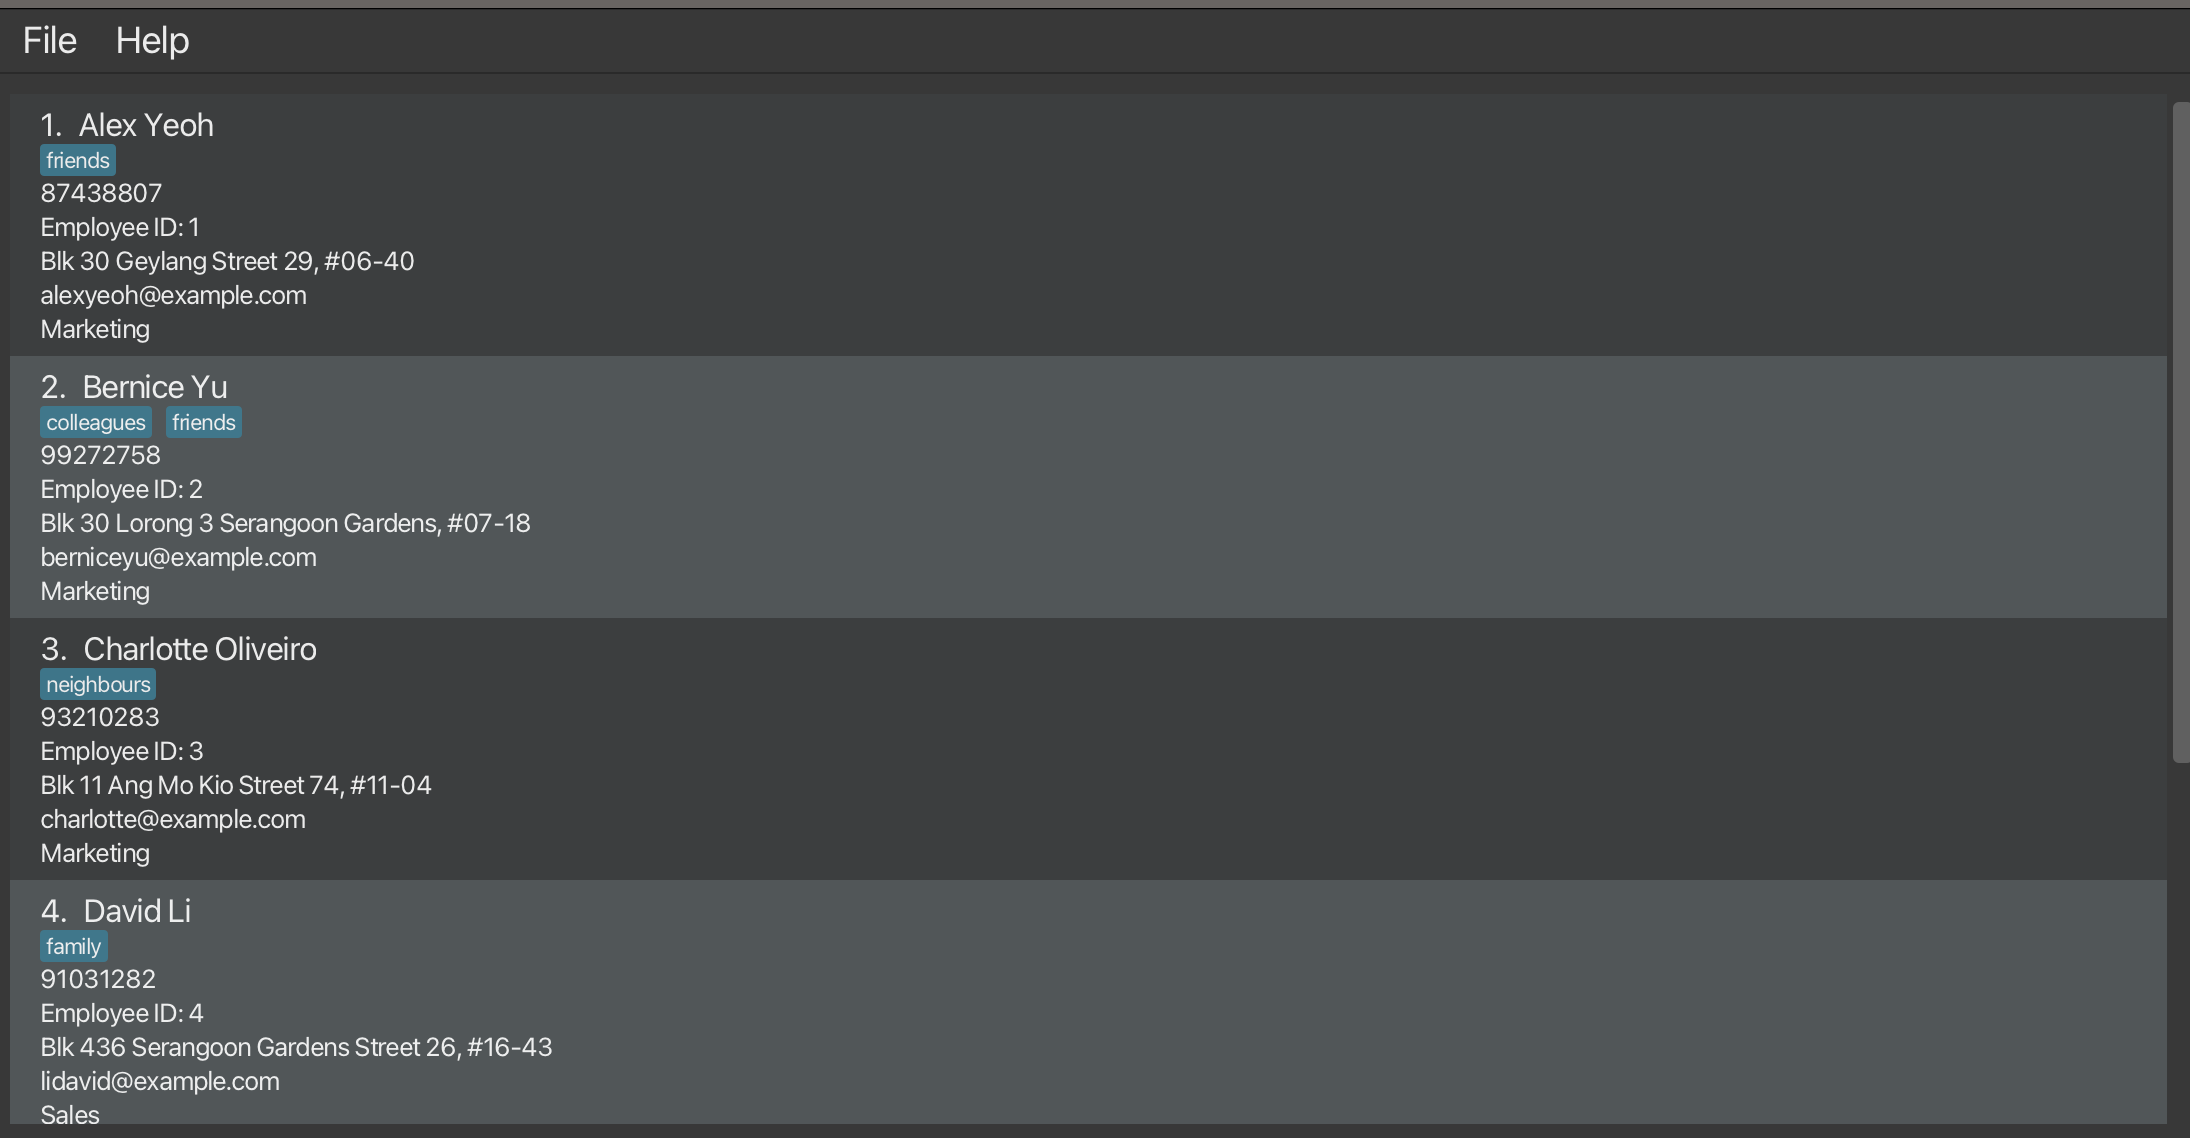 File Help
1. Alex Yeoh
friends
87438807
Employee ID: 1
Blk 30 Geylang Street 29, #06-40
alexyeoh@example.com
Marketing
2. Bernice Yu
colleagues friends
99272758
Employee ID: 2
Blk 30 Lorong 3 Serangoon Gardens, #07-18
berniceyu@example.com
Marketing
3. Charlotte Oliveiro
neighbours
93210283
Employee ID: 3
Blk 11 Ang Mo Kio Street 74, #11-04
charlotte@example.com
Marketing
4. David Li
family
91031282
Employee ID: 4
Blk 436 Serangoon Gardens Street 26, #16-43
lidavid@example.com
Sales